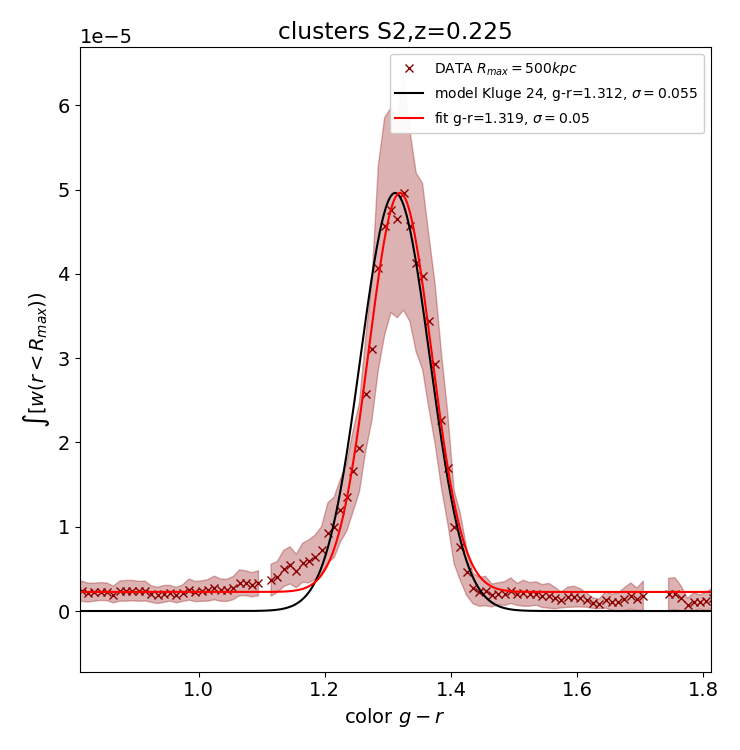 clusters S2,z=0.225
1e−5
DATA R_max = 500kpc
model Kluge 24, g-r=1.312, σ = 0.055
fit g-r=1.319, σ = 0.05
6
5
4
3
2
1
0
∫[w(r < R_max))
1.0 1.2 1.4 1.6 1.8
color g − r